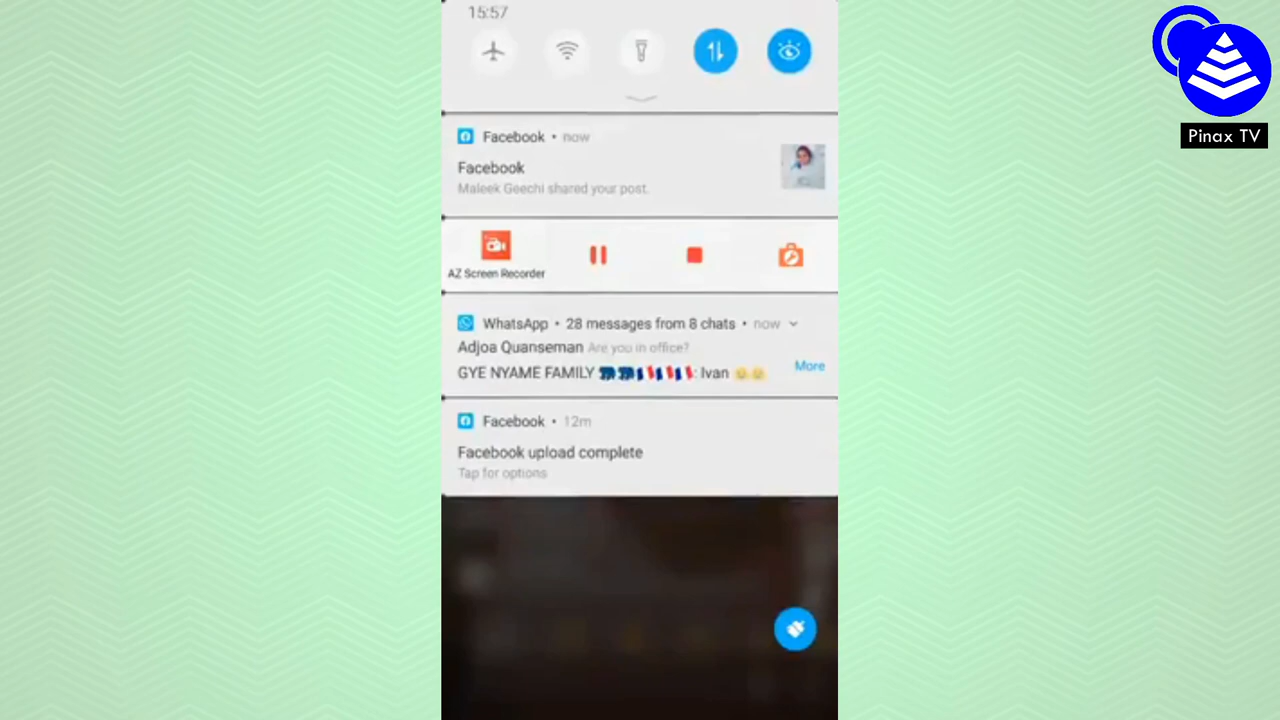 15:57
Pinax TV
Facebook • now
Facebook
Maleek Geechi shared your post.
AZ Screen Recorder
WhatsApp • 28 messages from 8 chats • now
Adjoa Quanseman Are you in office?
GYE NYAME FAMILY 🇫🇷🇫🇷: Ivan
More
Facebook • 12m
Facebook upload complete
Tap for options